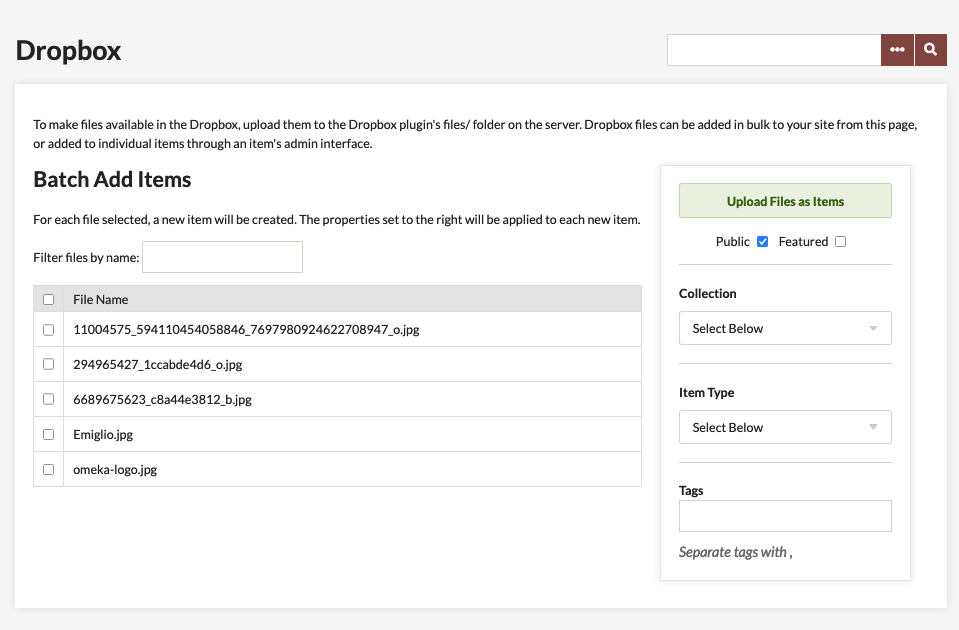 Dropbox
To make files available in the Dropbox, upload them to the Dropbox plugin's files/ folder on the server. Dropbox files can be added in bulk to your site from this page,
or added to individual items through an item's admin interface.
Batch Add Items
For each file selected, a new item will be created. The properties set to the right will be applied to each new item.
Filter files by name:
File Name
11004575_594110454058846_7697980924622708947_o.jpg
294965427_1ccabde4d6_o.jpg
6689675623_c8a44e3812_b.jpg
Emiglio.jpg
omeka-logo.jpg
Upload Files as Items
Public Featured
Collection
Select Below
Item Type
Select Below
Tags
Separate tags with ,